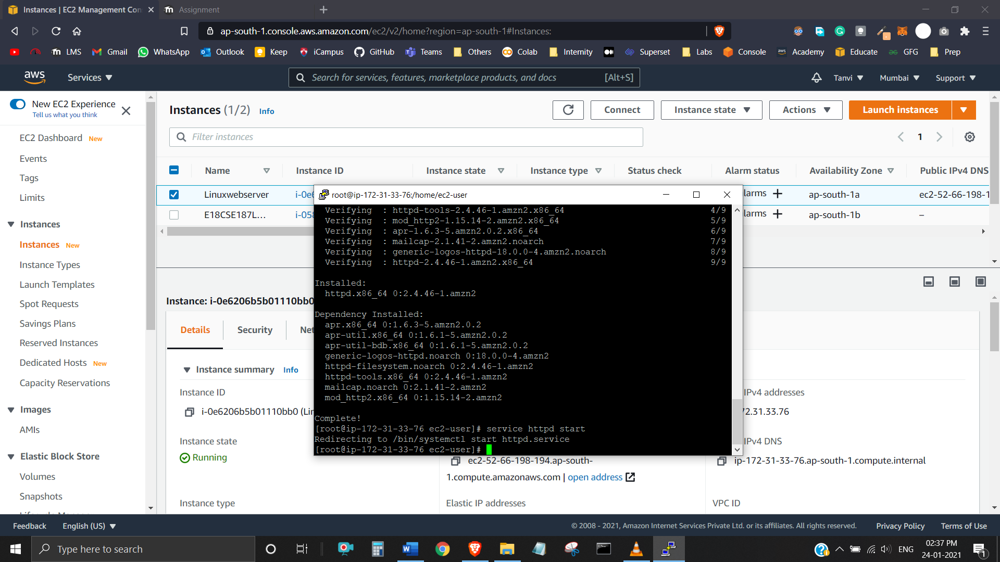 Instances | EC2 Management Con
Assignment
ap-south-1.console.aws.amazon.com/ec2/v2/home?region=ap-south-1#Instances:
LMS Gmail WhatsApp Outlook Keep iCampus GitHub Teams Others Colab Internity Superset Labs Console Academy Educate GFG Prep
aws Services Search for services, features, marketplace products, and docs [Alt+S] Tanvi Mumbai Support
New EC2 Experience
Tell us what you think
EC2 Dashboard New
Events
Tags
Limits
Instances
Instances New
Instance Types
Launch Templates
Spot Requests
Savings Plans
Reserved Instances
Dedicated Hosts New
Capacity Reservations
Images
AMIs
Elastic Block Store
Volumes
Snapshots
Instances (1/2) Info
Connect Instance state Actions Launch instances
Filter instances
1
Name Instance ID Instance state Instance type Status check Alarm status Availability Zone Public IPv4 DNS
Linuxwebserver i-0e6 larms ap-south-1a ec2-52-66-198-1
E18CSE187L... i-058 larms ap-south-1b –
Instance: i-0e6206b5b01110bb0
Details Security Net
Instance summary Info
Instance ID
i-0e6206b5b01110bb0 (Lin
Instance state
Running
Instance type
root@ip-172-31-33-76:/home/ec2-user
Verifying : httpd-tools-2.4.46-1.amzn2.x86_64 4/9
Verifying : mod_http2-1.15.14-2.amzn2.x86_64 5/9
Verifying : apr-1.6.3-5.amzn2.0.2.x86_64 6/9
Verifying : mailcap-2.1.41-2.amzn2.noarch 7/9
Verifying : generic-logos-httpd-18.0.0-4.amzn2.noarch 8/9
Verifying : httpd-2.4.46-1.amzn2.x86_64 9/9
Installed:
httpd.x86_64 0:2.4.46-1.amzn2
Dependency Installed:
apr.x86_64 0:1.6.3-5.amzn2.0.2
apr-util.x86_64 0:1.6.1-5.amzn2.0.2
apr-util-bdb.x86_64 0:1.6.1-5.amzn2.0.2
generic-logos-httpd.noarch 0:18.0.0-4.amzn2
httpd-filesystem.noarch 0:2.4.46-1.amzn2
httpd-tools.x86_64 0:2.4.46-1.amzn2
mailcap.noarch 0:2.1.41-2.amzn2
mod_http2.x86_64 0:1.15.14-2.amzn2
Complete!
[root@ip-172-31-33-76 ec2-user]# service httpd start
Redirecting to /bin/systemctl start httpd.service
[root@ip-172-31-33-76 ec2-user]#
ec2-52-66-198-194.ap-south-
1.compute.amazonaws.com | open address
Elastic IP addresses
IPv4 addresses
72.31.33.76
IPv4 DNS
ip-172-31-33-76.ap-south-1.compute.internal
VPC ID
Feedback English (US) © 2008 - 2021, Amazon Internet Services Private Ltd. or its affiliates. All rights reserved. Privacy Policy Terms of Use
Type here to search
ENG
02:37 PM
24-01-2021
1